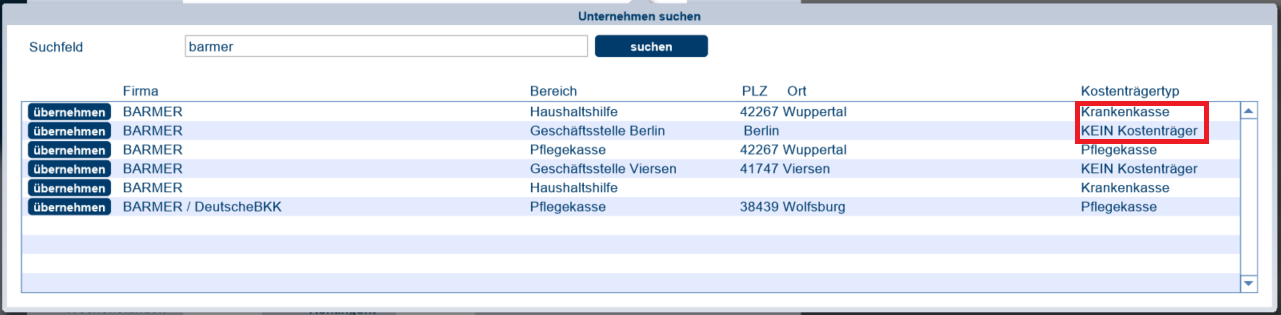 Unternehmen suchen
Suchfeld barmer suchen
Firma Bereich PLZ Ort Kostenträgertyp
übernehmen BARMER Haushaltshilfe 42267 Wuppertal Krankenkasse
übernehmen BARMER Geschäftsstelle Berlin Berlin KEIN Kostenträger
übernehmen BARMER Pflegekasse 42267 Wuppertal Pflegekasse
übernehmen BARMER Geschäftsstelle Viersen 41747 Viersen KEIN Kostenträger
übernehmen BARMER Haushaltshilfe Krankenkasse
übernehmen BARMER / DeutscheBKK Pflegekasse 38439 Wolfsburg Pflegekasse